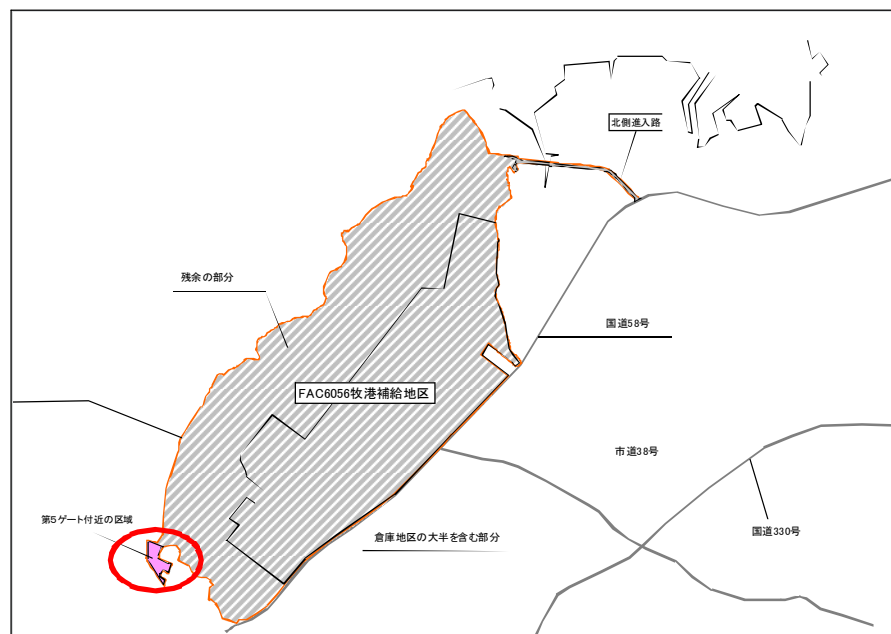 北側進入路
残余の部分
国道58号
FAC6056牧港補給地区
市道38号
第5ゲート付近の区域
国道330号
倉庫地区の大半を含む部分